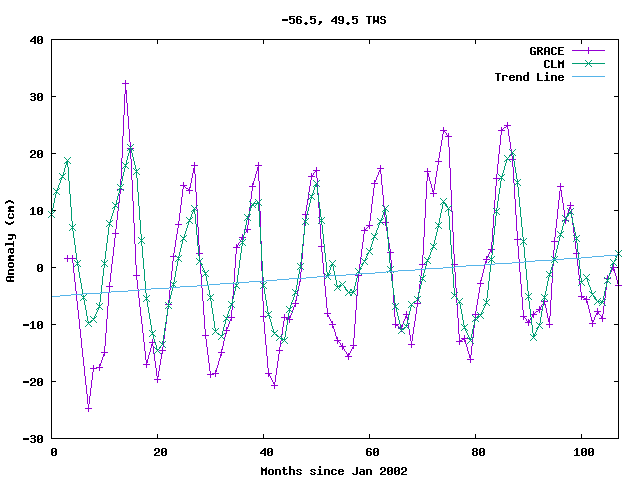 -56.5, 49.5 TWS
40
30
20
10
0
-10
-20
-30
Anomaly (cm)
GRACE
CLM
Trend Line
0 20 40 60 80 100
Months since Jan 2002